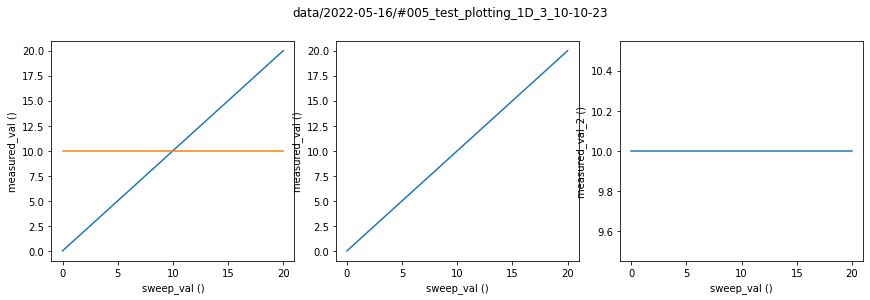 data/2022-05-16/#005_test_plotting_1D_3_10-10-23
20.0
17.5
15.0
12.5
10.0
7.5
5.0
2.5
0.0
measured_val ()
0 5 10 15 20
sweep_val ()
20.0
17.5
15.0
12.5
10.0
7.5
5.0
2.5
0.0
measured_val ()
0 5 10 15 20
sweep_val ()
10.4
10.2
10.0
9.8
9.6
measured_val_2 ()
0 5 10 15 20
sweep_val ()